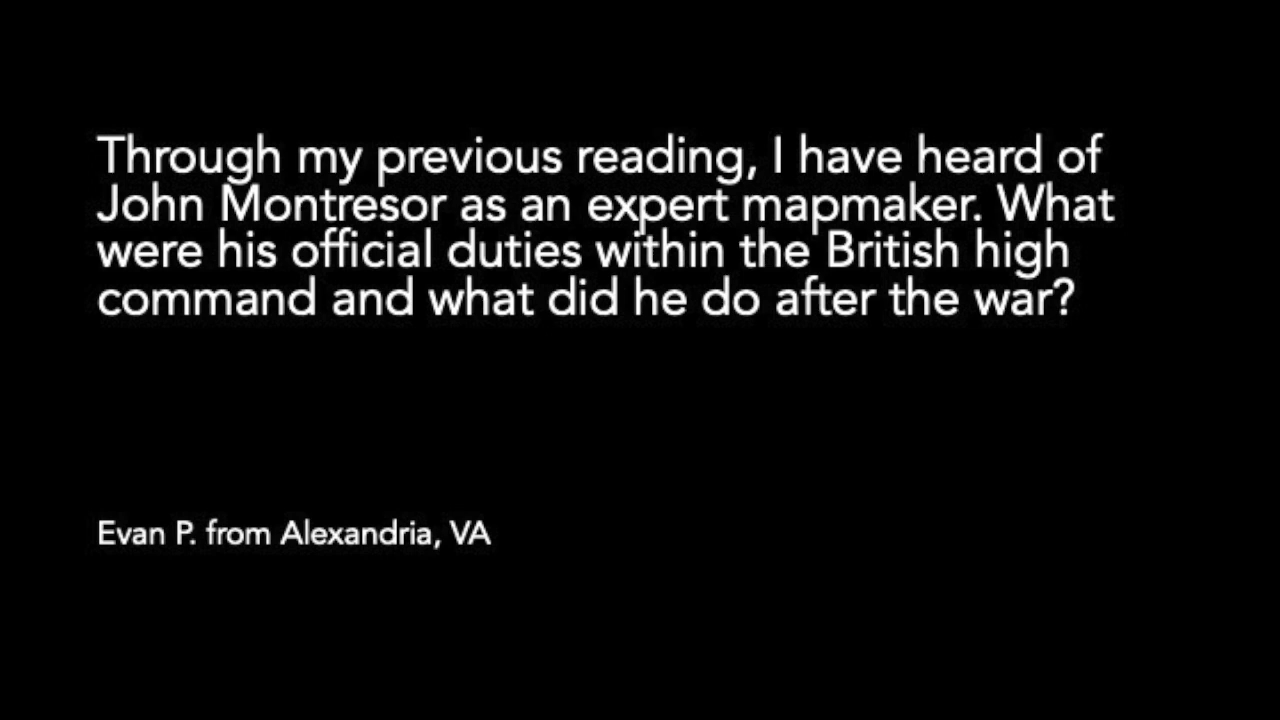 Through my previous reading, I have heard of
John Montresor as an expert mapmaker. What
were his official duties within the British high
command and what did he do after the war?
Evan P. from Alexandria, VA